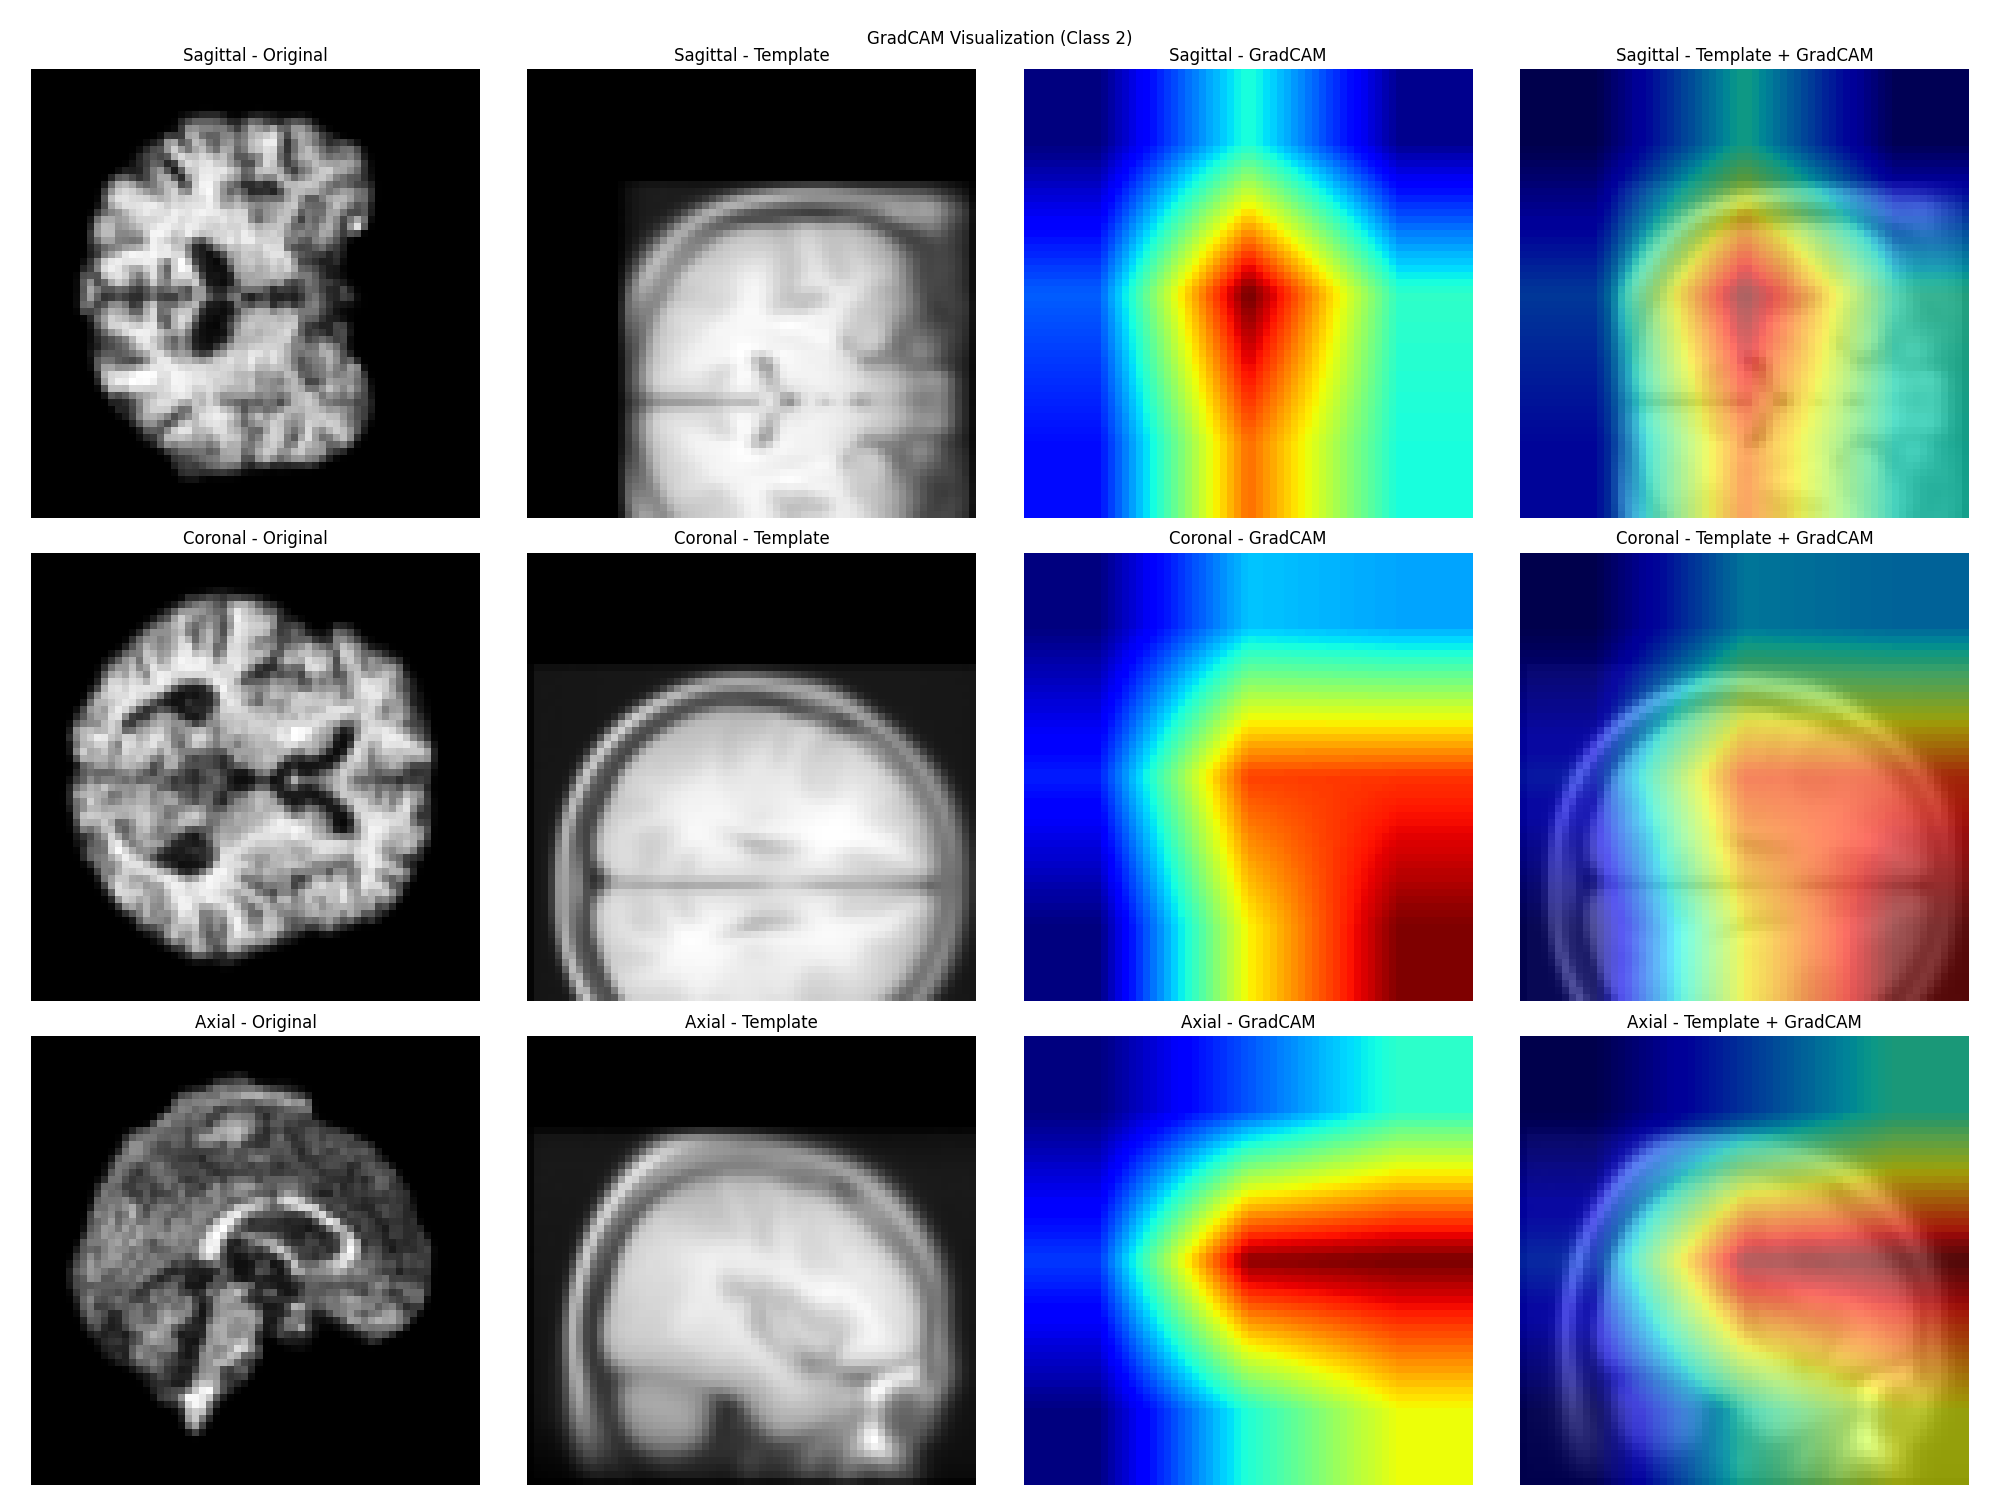 GradCAM Visualization (Class 2)
Sagittal - Original
Sagittal - Template
Sagittal - GradCAM
Sagittal - Template + GradCAM
Coronal - Original
Coronal - Template
Coronal - GradCAM
Coronal - Template + GradCAM
Axial - Original
Axial - Template
Axial - GradCAM
Axial - Template + GradCAM